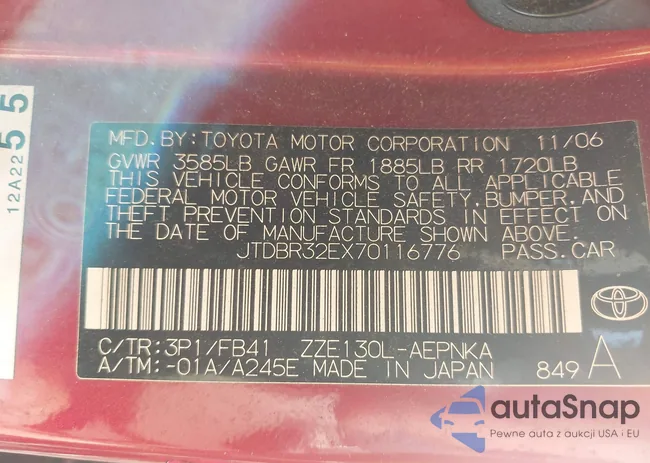 55
12A22
MFD.BY:TOYOTA MOTOR CORPORATION 11/06
GVWR 3585LB GAWR FR 1885LB RR 1720LB
THIS VEHICLE CONFORMS TO ALL APPLICABLE
FEDERAL MOTOR VEHICLE SAFETY,BUMPER,AND
THEFT PREVENTION STANDARDS IN EFFECT ON
THE DATE OF MANUFACTURE SHOWN ABOVE.
JTDBR32EX70116776 PASS.CAR
C/TR:3P1/FB41 ZZE130L-AEPNKA
A/TM:-01A/A245E MADE IN JAPAN 849 A
autaSnap
Pewne auta z aukcji USA i EU